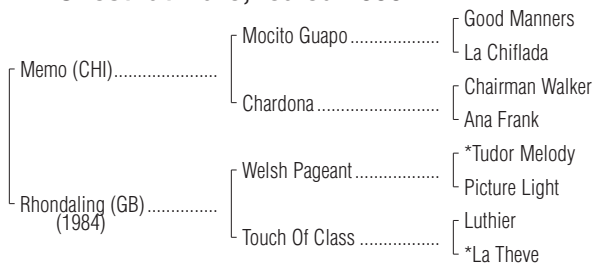 Good Manners
Mocito Guapo....................
La Chiflada
Memo (CHI).......................
Chairman Walker
Chardona ...........................
Ana Frank
*Tudor Melody
Welsh Pageant...................
Picture Light
Rhondaling (GB)...............
(1984)
Luthier
Touch Of Class ..................
*La Theve